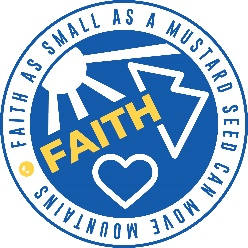 FAITH AS SMALL AS A MUSTARD SEED CAN MOVE MOUNTAINS
FAITH